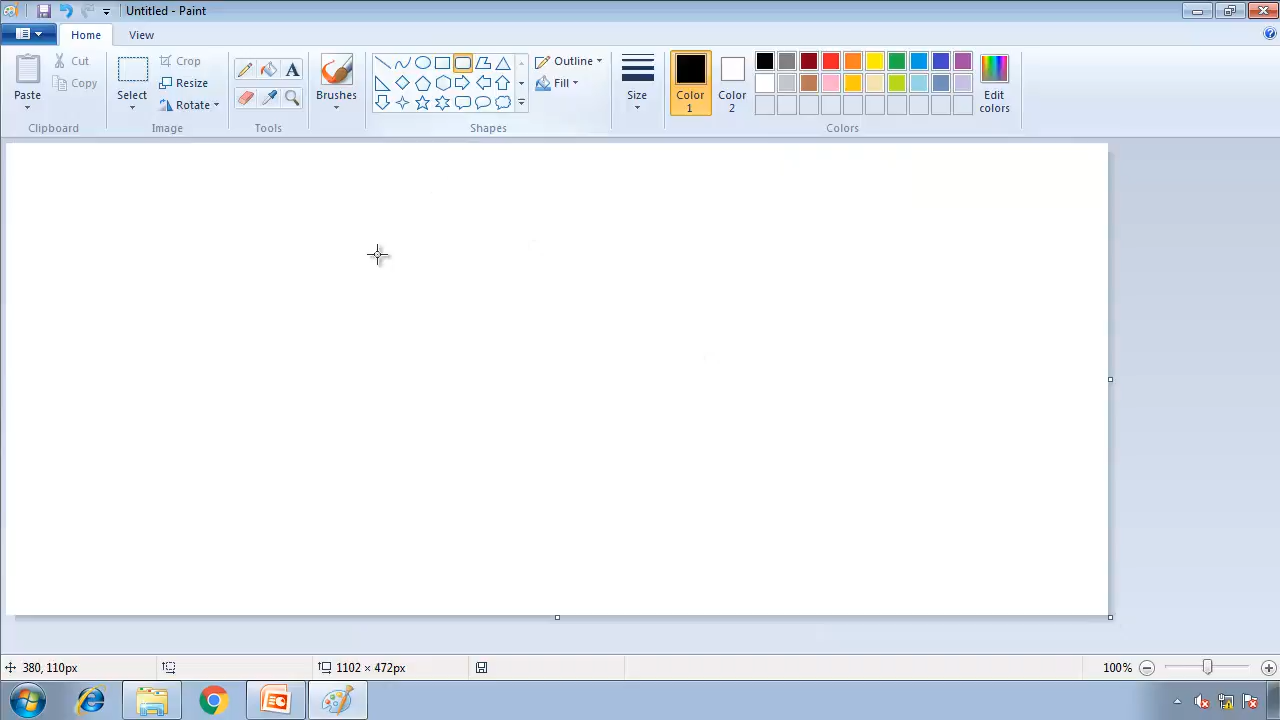 Untitled - Paint
Home View
Paste Cut Copy
Clipboard
Select Crop Resize Rotate
Image
A
Tools
Brushes
Outline Fill
Shapes
Size
Color 1 Color 2
Edit colors
Colors
380, 110px 1102 × 472px 100%